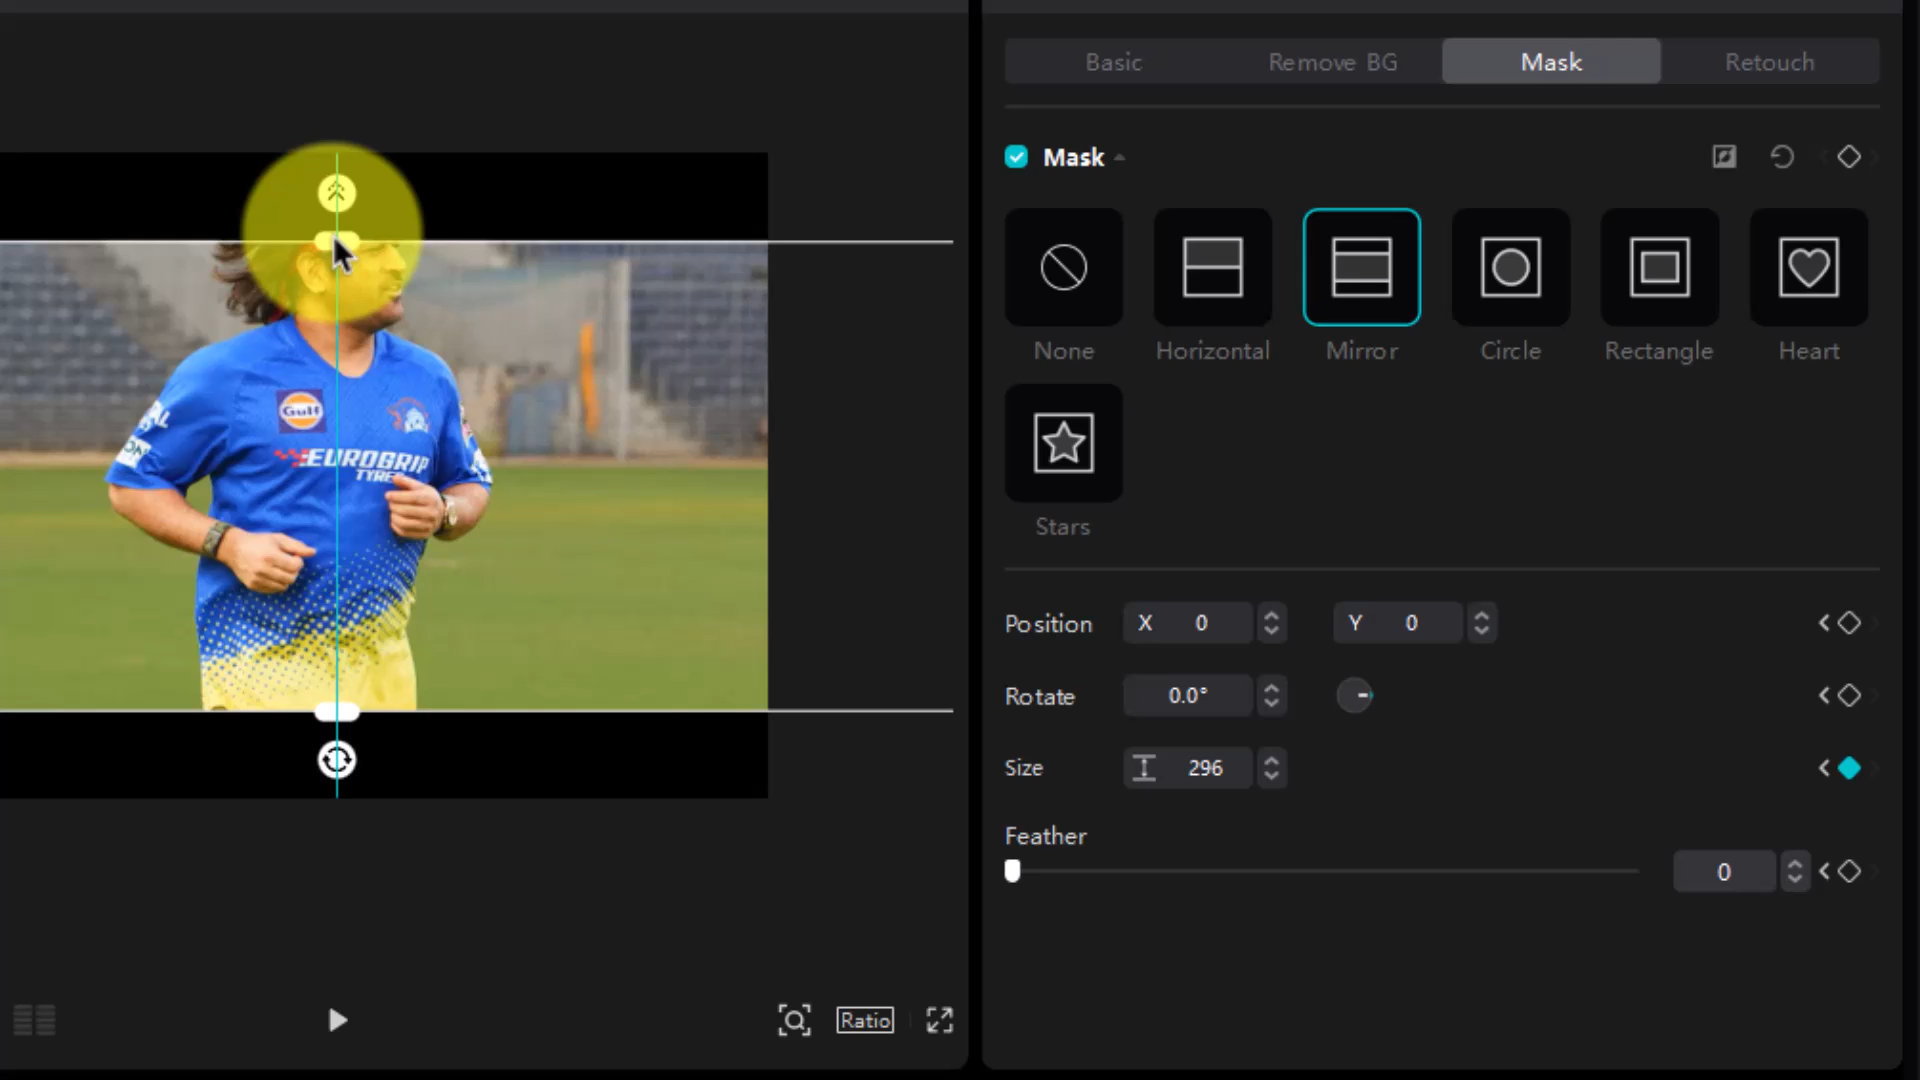 Basic Remove BG Mask Retouch
Mask
None Horizontal Mirror Circle Rectangle Heart
Stars
Position X 0 Y 0
Rotate 0.0°
Size 296
Feather
0
Gulf
EUROGRIP
TYRES
Ratio